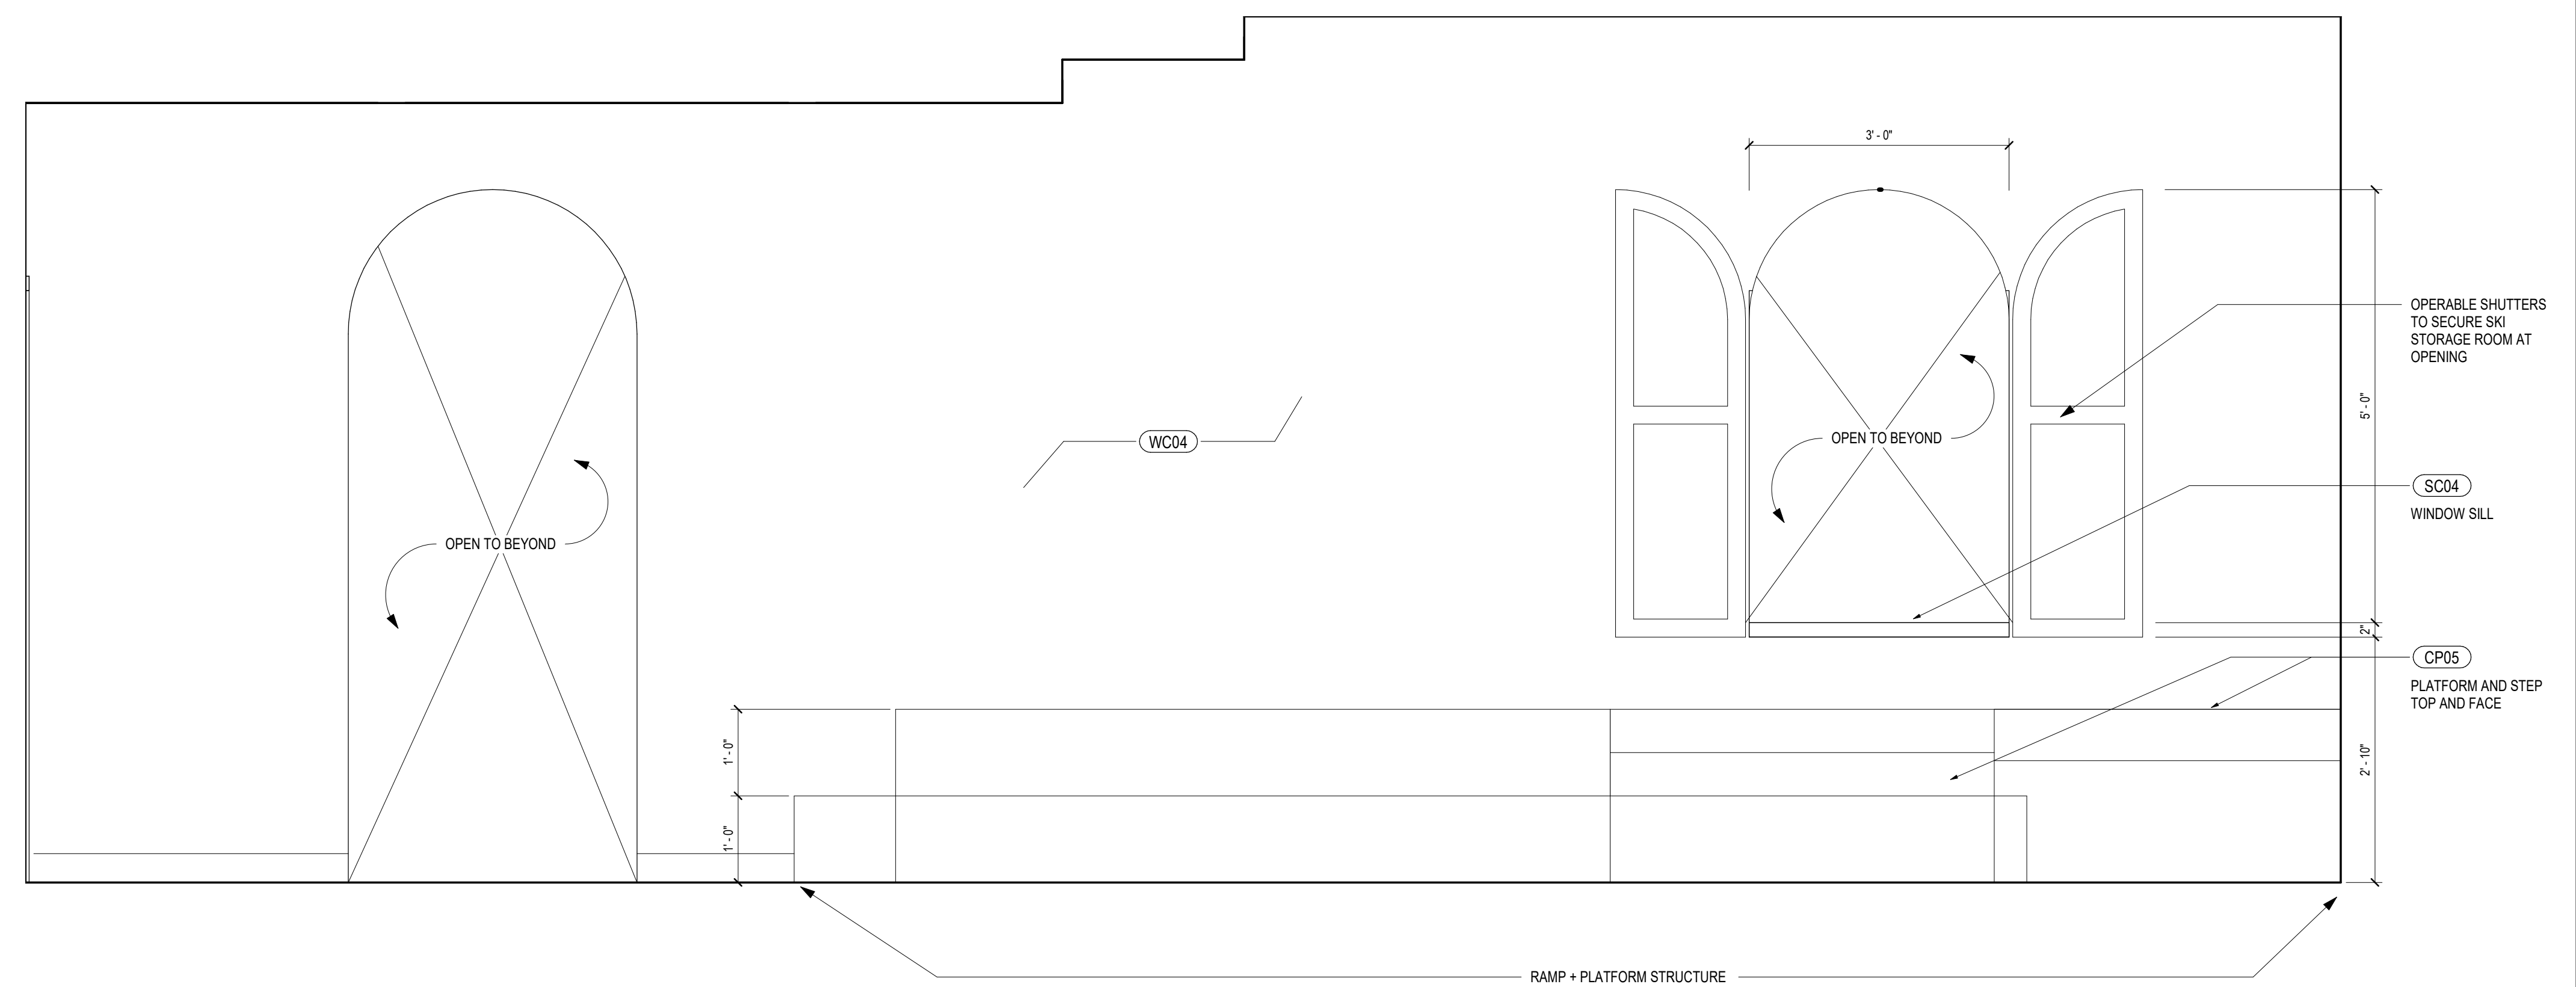 3' - 0"
OPERABLE SHUTTERS
TO SECURE SKI
STORAGE ROOM AT
OPENING
5' - 0"
WC04
OPEN TO BEYOND
SC04
WINDOW SILL
OPEN TO BEYOND
2"
CP05
PLATFORM AND STEP
TOP AND FACE
1' - 0"
2' - 10"
1' - 0"
RAMP + PLATFORM STRUCTURE